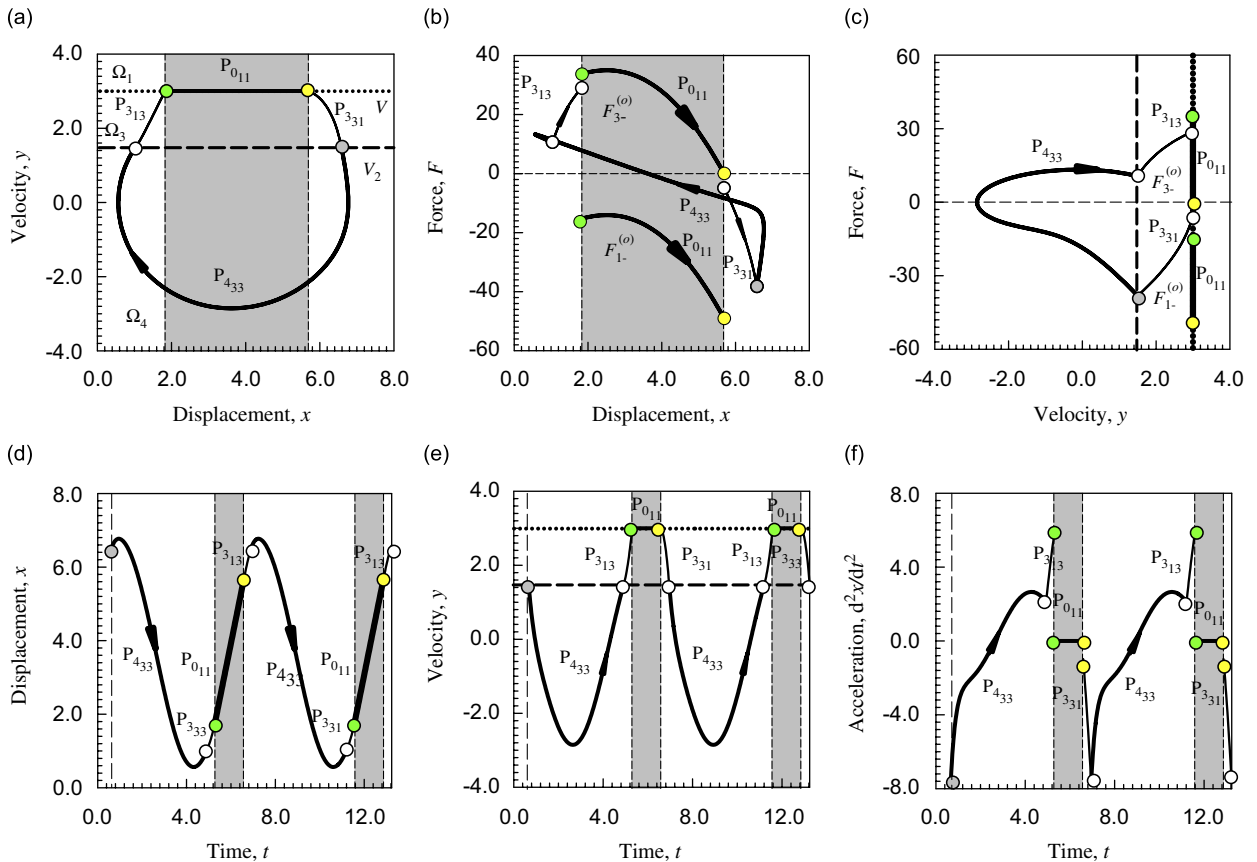 (a)
4.0
2.0
0.0
-2.0
-4.0
0.0
2.0
4.0
6.0
8.0
Velocity, y
Displacement, x
Ω1
P011
V
P313
P331
Ω3
V2
P433
Ω4
(b)
40
20
0
-20
-40
-60
0.0
2.0
4.0
6.0
8.0
Force, F
Displacement, x
P313
P011
F3-(o)
P433
P011
F1-(o)
P331
(c)
60
30
0
-30
-60
-4.0
-2.0
0.0
2.0
4.0
Force, F
Velocity, y
P313
P433
P011
F3-(o)
P331
P011
F1-(o)
(d)
8.0
6.0
4.0
2.0
0.0
0.0
4.0
8.0
12.0
Displacement, x
Time, t
P313
P313
P433
P011
P433
P011
P333
P331
(e)
4.0
2.0
0.0
-2.0
-4.0
0.0
4.0
8.0
12.0
Velocity, y
Time, t
P011
P011
P313
P331
P313
P333
P433
P433
(f)
8.0
4.0
0.0
-4.0
-8.0
0.0
4.0
8.0
12.0
Acceleration, d2x/dt2
Time, t
P313
P313
P011
P011
P433
P331
P433
P331